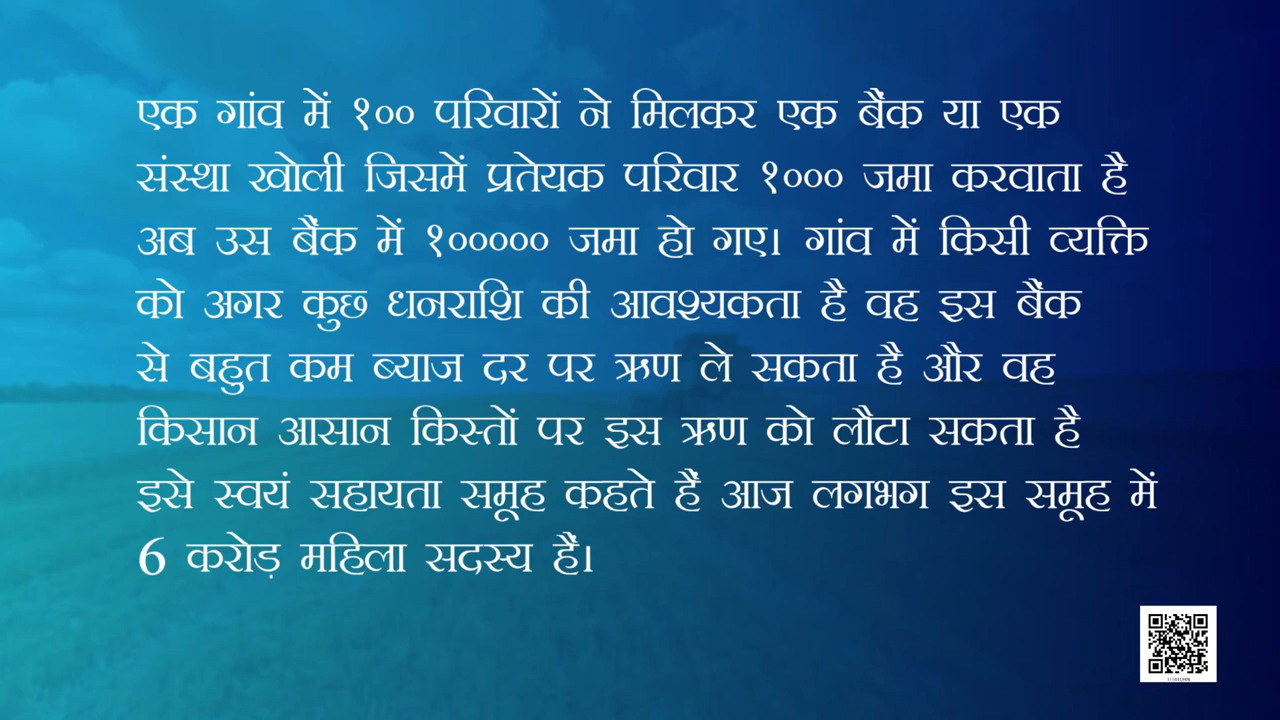 एक गांव में १०० परिवारों ने मिलकर एक बैंक या एक
संस्था खोली जिसमें प्रतेयक परिवार १००० जमा करवाता है
अब उस बैंक में १००००० जमा हो गए। गांव में किसी व्यक्ति
को अगर कुछ धनराशि की आवश्यकता है वह इस बैंक
से बहुत कम ब्याज दर पर ऋण ले सकता है और वह
किसान आसान किस्तों पर इस ऋण को लौटा सकता है
इसे स्वयं सहायता समूह कहते हैं आज लगभग इस समूह में
6 करोड़ महिला सदस्य हैं।